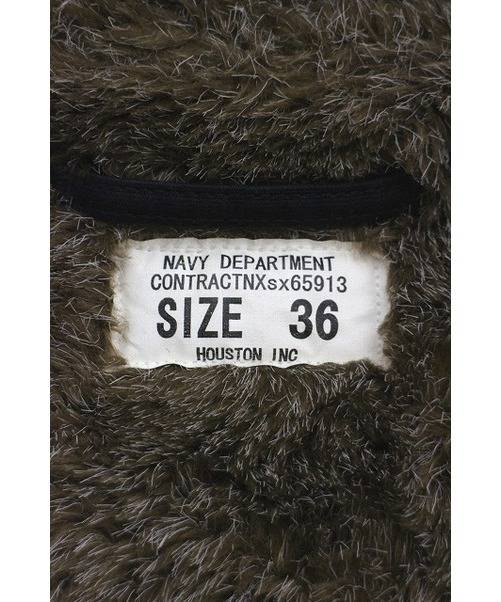 NAVY DEPARTMENT
CONTRACTNXsx65913
SIZE 36
HOUSTON INC